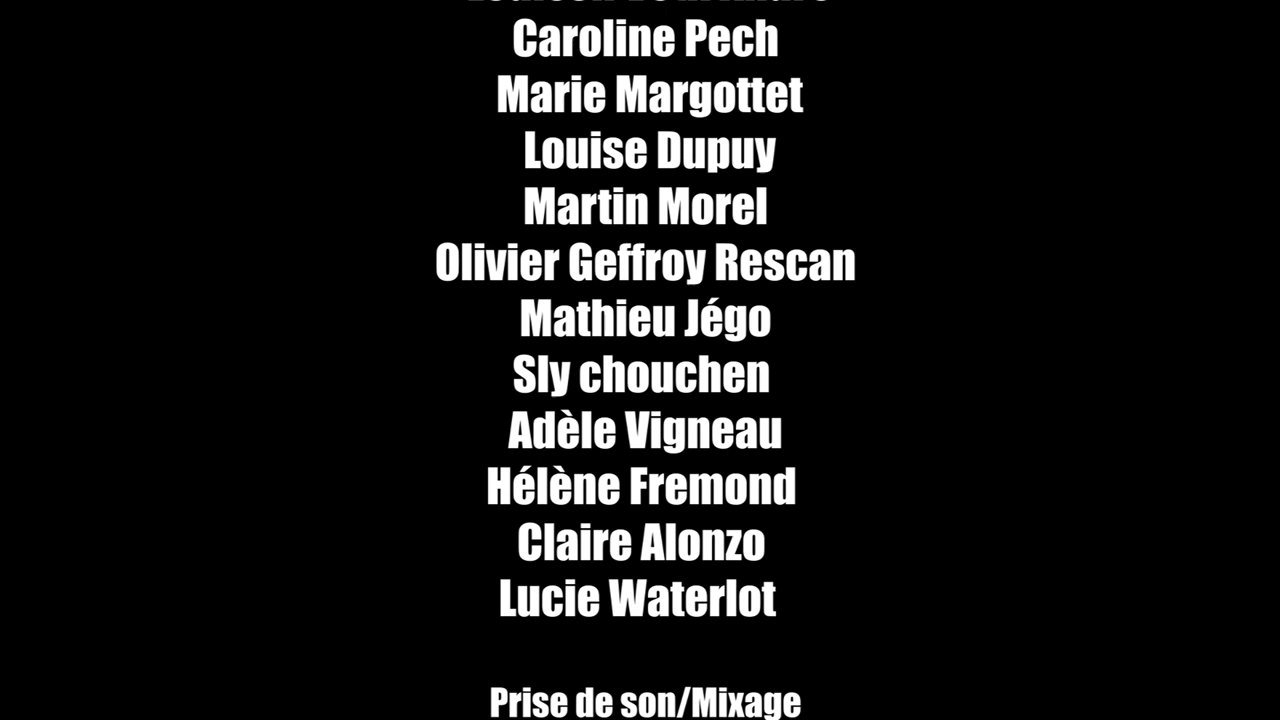 Caroline Pech
Marie Margottet
Louise Dupuy
Martin Morel
Olivier Geffroy Rescan
Mathieu Jégo
Sly chouchen
Adèle Vigneau
Hélène Fremond
Claire Alonzo
Lucie Waterlot
Prise de son/Mixage